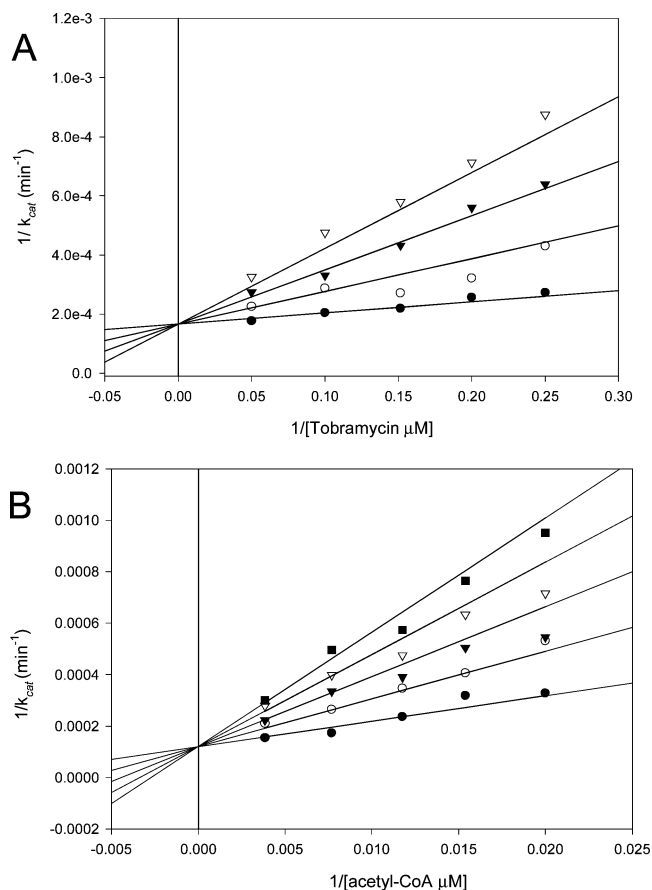 A
1.2e-3
1.0e-3
8.0e-4
6.0e-4
4.0e-4
2.0e-4
0.0
1/ kcat (min-1)
-0.05 0.00 0.05 0.10 0.15 0.20 0.25 0.30
1/[Tobramycin μM]
B
0.0012
0.0010
0.0008
0.0006
0.0004
0.0002
0.0000
-0.0002
1/kcat (min-1)
-0.005 0.000 0.005 0.010 0.015 0.020 0.025
1/[acetyl-CoA μM]